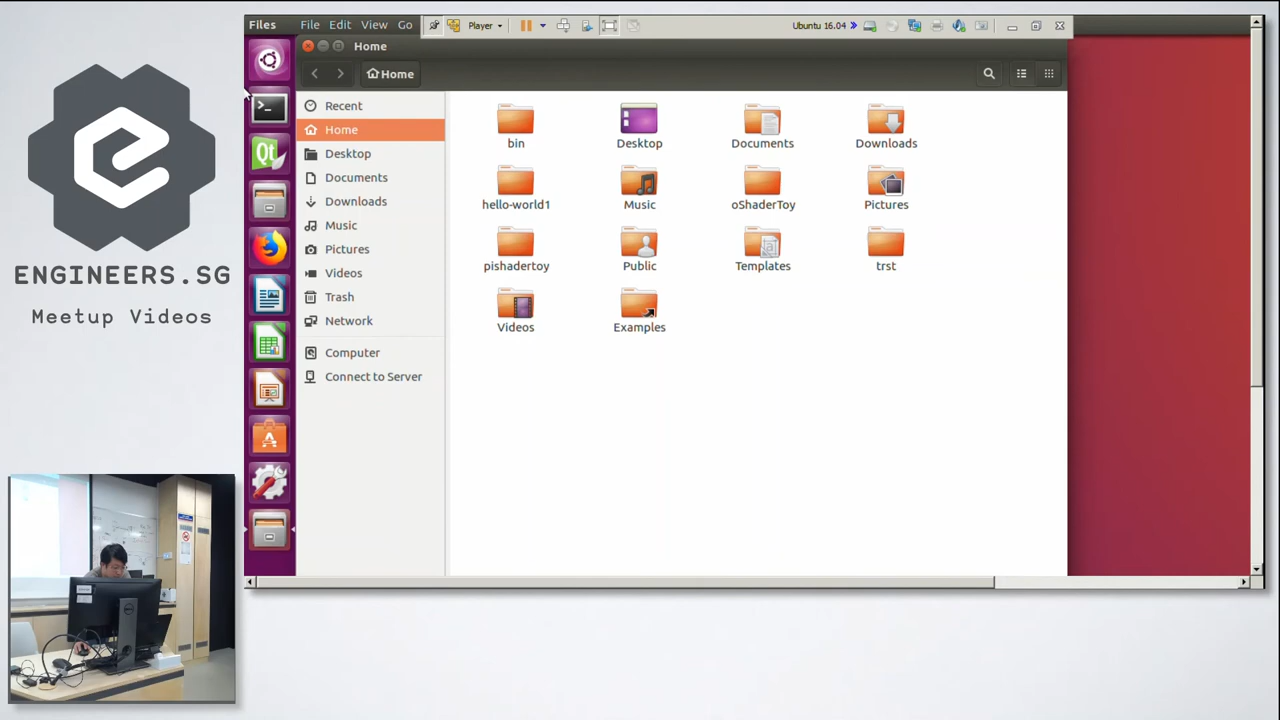 Files File Edit View Go Player Ubuntu 16.04
Home
Home
Recent
Home
Desktop
Documents
Downloads
Music
Pictures
Videos
Trash
Network
Computer
Connect to Server
bin Desktop Documents Downloads
hello-world1 Music oShaderToy Pictures
pishadertoy Public Templates trst
Videos Examples
Qt
ENGINEERS.SG
Meetup Videos